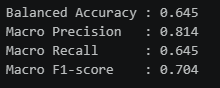 Balanced Accuracy : 0.645
Macro Precision   : 0.814
Macro Recall      : 0.645
Macro F1-score    : 0.704